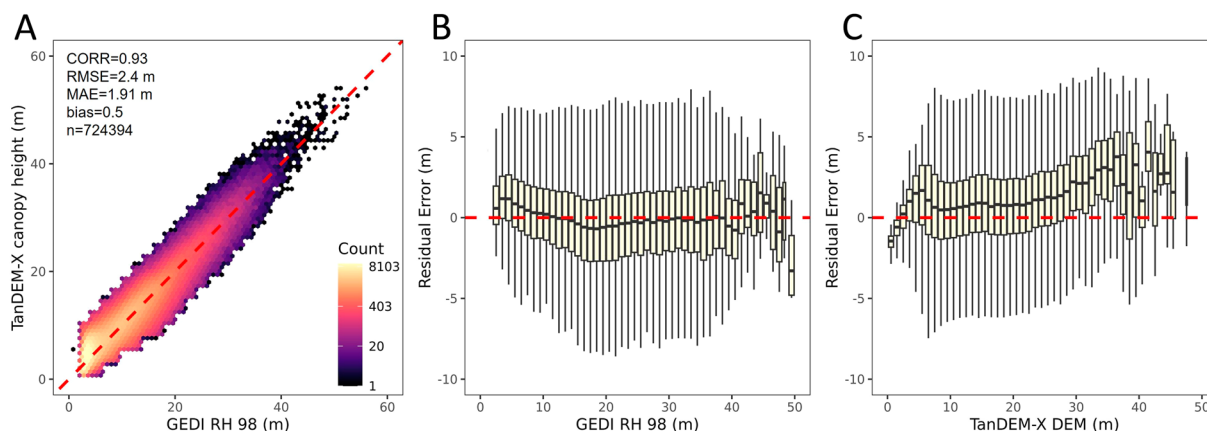 A
CORR=0.93
RMSE=2.4 m
MAE=1.91 m
bias=0.5
n=724394
TanDEM-X canopy height (m)
60
40
20
0
0 20 40 60
GEDI RH 98 (m)
Count
8103
403
20
1
B
Residual Error (m)
10
5
0
-5
-10
0 10 20 30 40 50
GEDI RH 98 (m)
C
Residual Error (m)
10
5
0
-5
-10
0 10 20 30 40 50
TanDEM-X DEM (m)